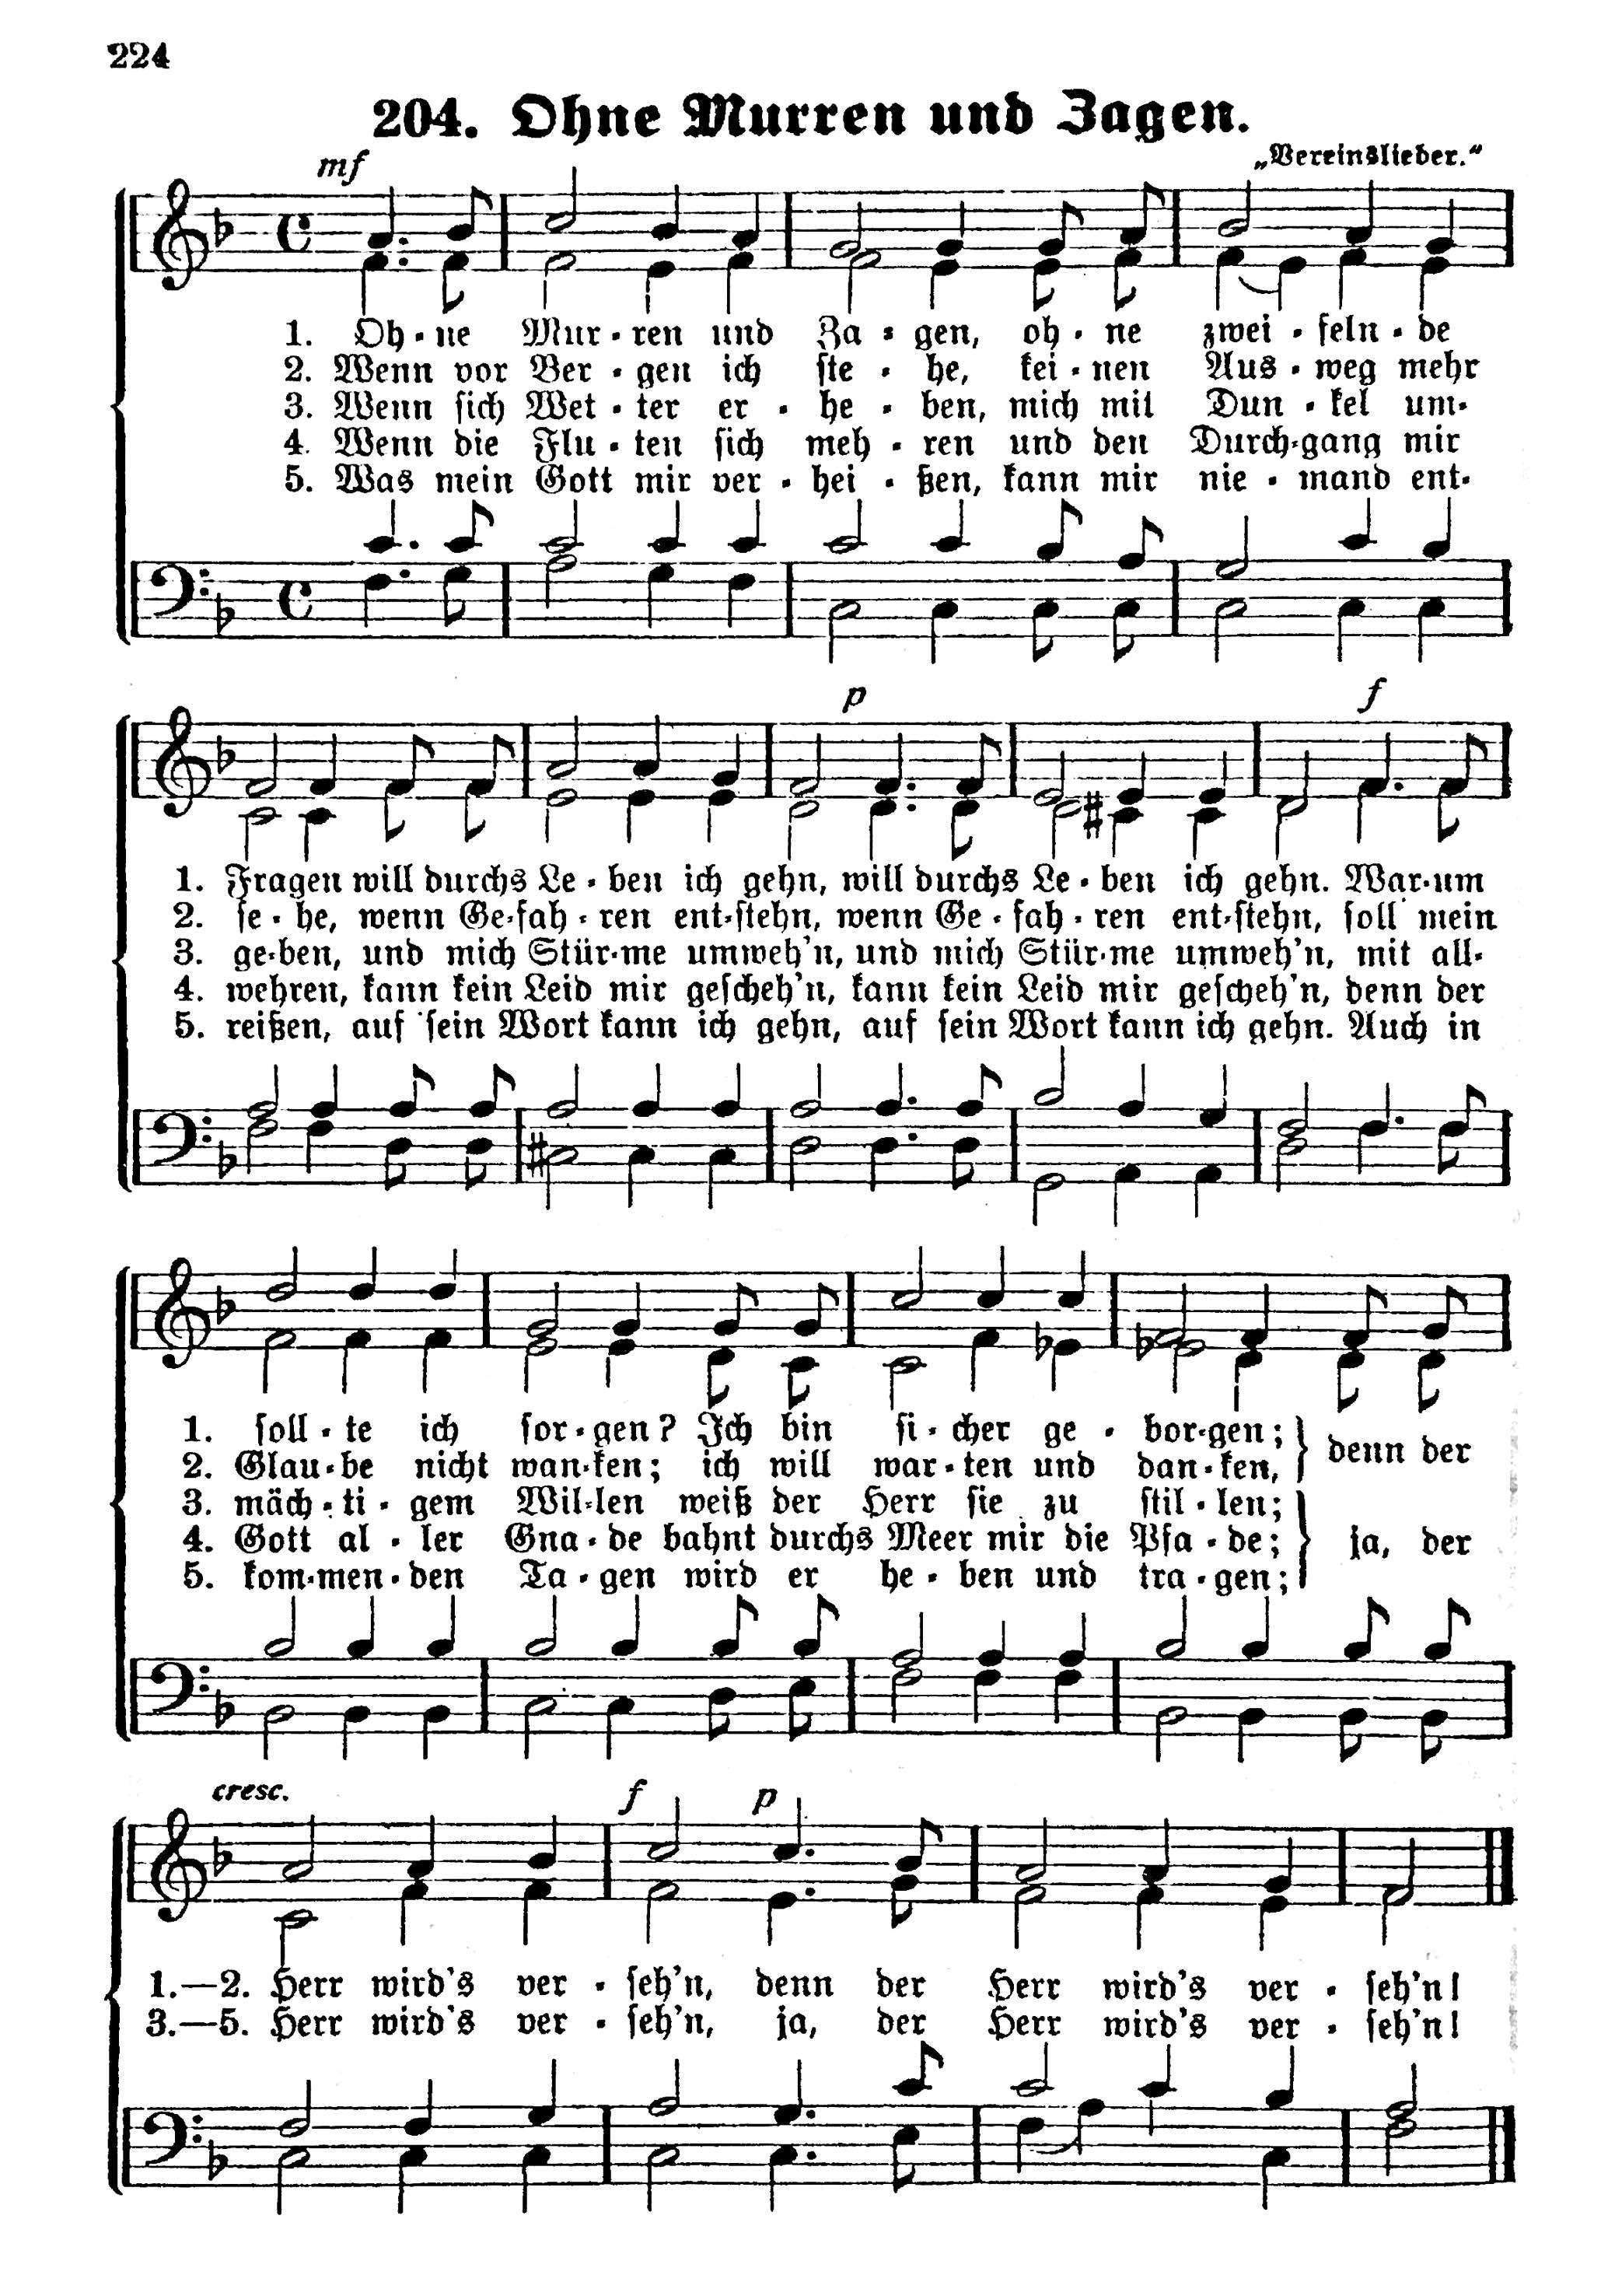 224
204. Ohne Murren und Zagen.
„Vereinslieder.“
mf
1. Oh-ne Mur-ren und Za-gen, oh-ne zwei-feln-de
2. Wenn vor Ber-gen ich ste-he, kei-nen Aus-weg mehr
3. Wenn sich Wet-ter er-he-ben, mich mit Dun-kel um-
4. Wenn die Flu-ten sich meh-ren und den Durch-gang mir
5. Was mein Gott mir ver-hei-ßen, kann mir nie-mand ent-
p f
1. Fragen will durchs Le-ben ich gehn, will durchs Le-ben ich gehn. War-um
2. se-he, wenn Ge-fah-ren ent-stehn, wenn Ge-fah-ren ent-stehn, soll mein
3. ge-ben, und mich Stür-me umweh'n, und mich Stür-me umweh'n, mit all-
4. wehren, kann kein Leid mir gescheh'n, kann kein Leid mir gescheh'n, denn der
5. reißen, auf sein Wort kann ich gehn, auf sein Wort kann ich gehn. Auch in
1. soll-te ich sor-gen? Ich bin si-cher ge-bor-gen; } denn der
2. Glau-be nicht wan-ken; ich will war-ten und dan-ken,
3. mäch-ti-gem Wil-len weiß der Herr sie zu stil-len;
4. Gott al-ler Gna-de bahnt durchs Meer mir die Pfa-de; } ja, der
5. kom-men-den Ta-gen wird er he-ben und tra-gen;
cresc. f p
1.—2. Herr wird's ver-seh'n, denn der Herr wird's ver-seh'n!
3.—5. Herr wird's ver-seh'n, ja, der Herr wird's ver-seh'n!